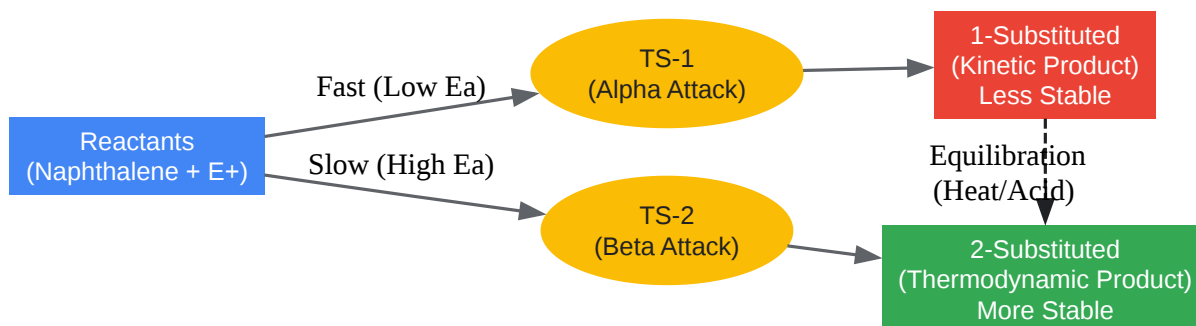 Reactants
(Naphthalene + E+)
Fast (Low Ea)
Slow (High Ea)
TS-1
(Alpha Attack)
TS-2
(Beta Attack)
1-Substituted
(Kinetic Product)
Less Stable
Equilibration
(Heat/Acid)
2-Substituted
(Thermodynamic Product)
More Stable